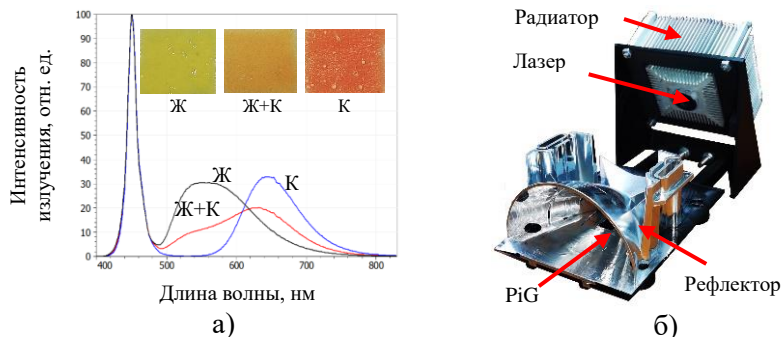 Интенсивность
излучения, отн. ед.
100
90
80
70
60
50
40
30
20
10
0
400
500
600
700
800
Длина волны, нм
Ж
Ж+К
К
Ж
К
Ж+К
а)
Радиатор
Лазер
PiG
Рефлектор
б)